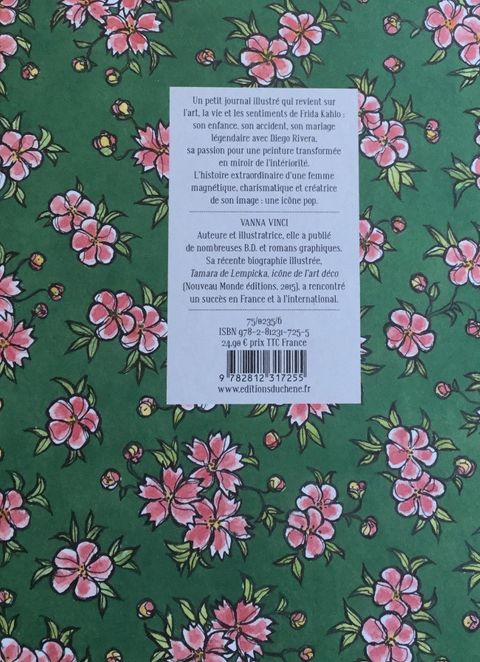 Un petit journal illustré qui revient sur
l'art, la vie et les sentiments de Frida Kahlo :
son enfance, son accident, son mariage
légendaire avec Diego Rivera,
sa passion pour une peinture transformée
en miroir de l'intériorité.
L'histoire extraordinaire d'une femme
magnétique, charismatique et créatrice
de son image : une icône pop.
VANNA VINCI
Auteure et illustratrice, elle a publié
de nombreuses B.D. et romans graphiques.
Sa récente biographie illustrée,
Tamara de Lempicka, icône de l'art déco
(Nouveau Monde éditions, 2015), a rencontré
un succès en France et à l'international.
75/0235/6
ISBN 978-2-81231-725-5
24,90 € prix TTC France
9 782812 317255
www.editionsduchene.fr